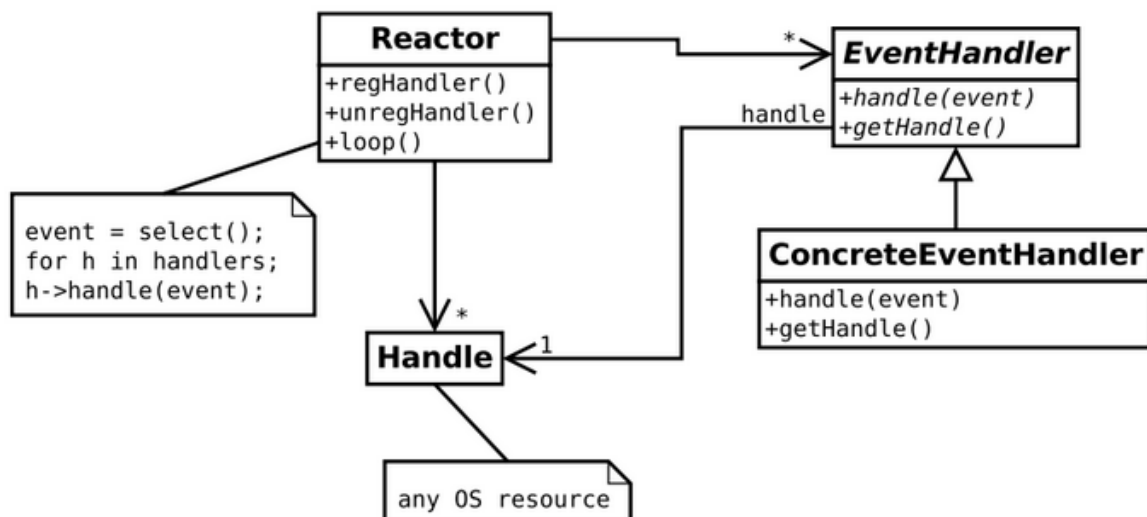 Reactor
+regHandler()
+unregHandler()
+loop()
*
EventHandler
+handle(event)
+getHandle()
handle
event = select();
for h in handlers;
h->handle(event);
ConcreteEventHandler
+handle(event)
+getHandle()
*
1
Handle
any OS resource